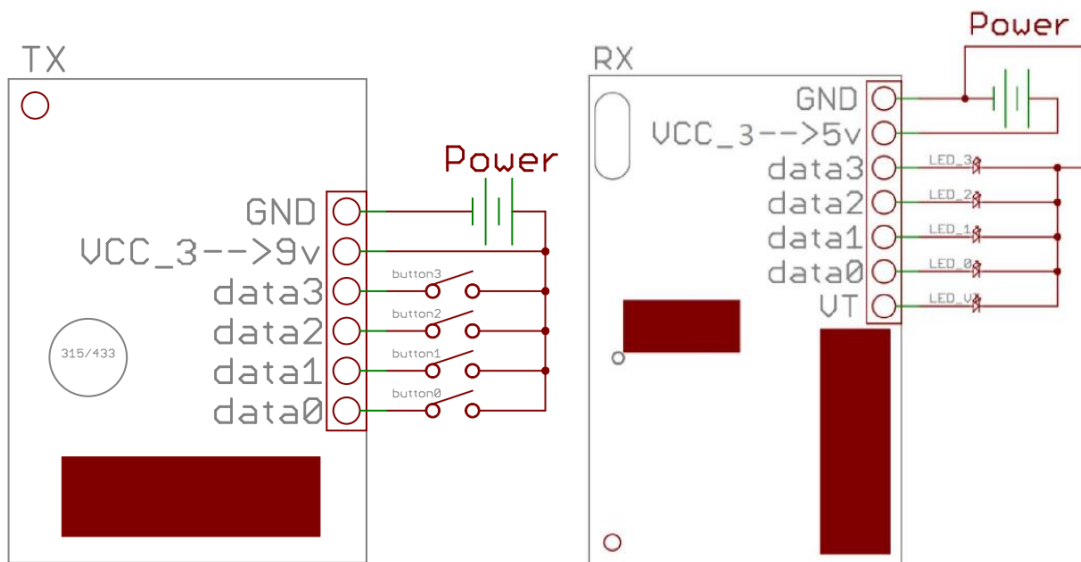 TX
Power
GND
VCC_3-->9v
button3
data3
button2
data2
315/433
button1
data1
button0
data0
Power
RX
GND
VCC_3-->5v
data3
LED_3
data2
LED_2
data1
LED_1
data0
LED_0
VT